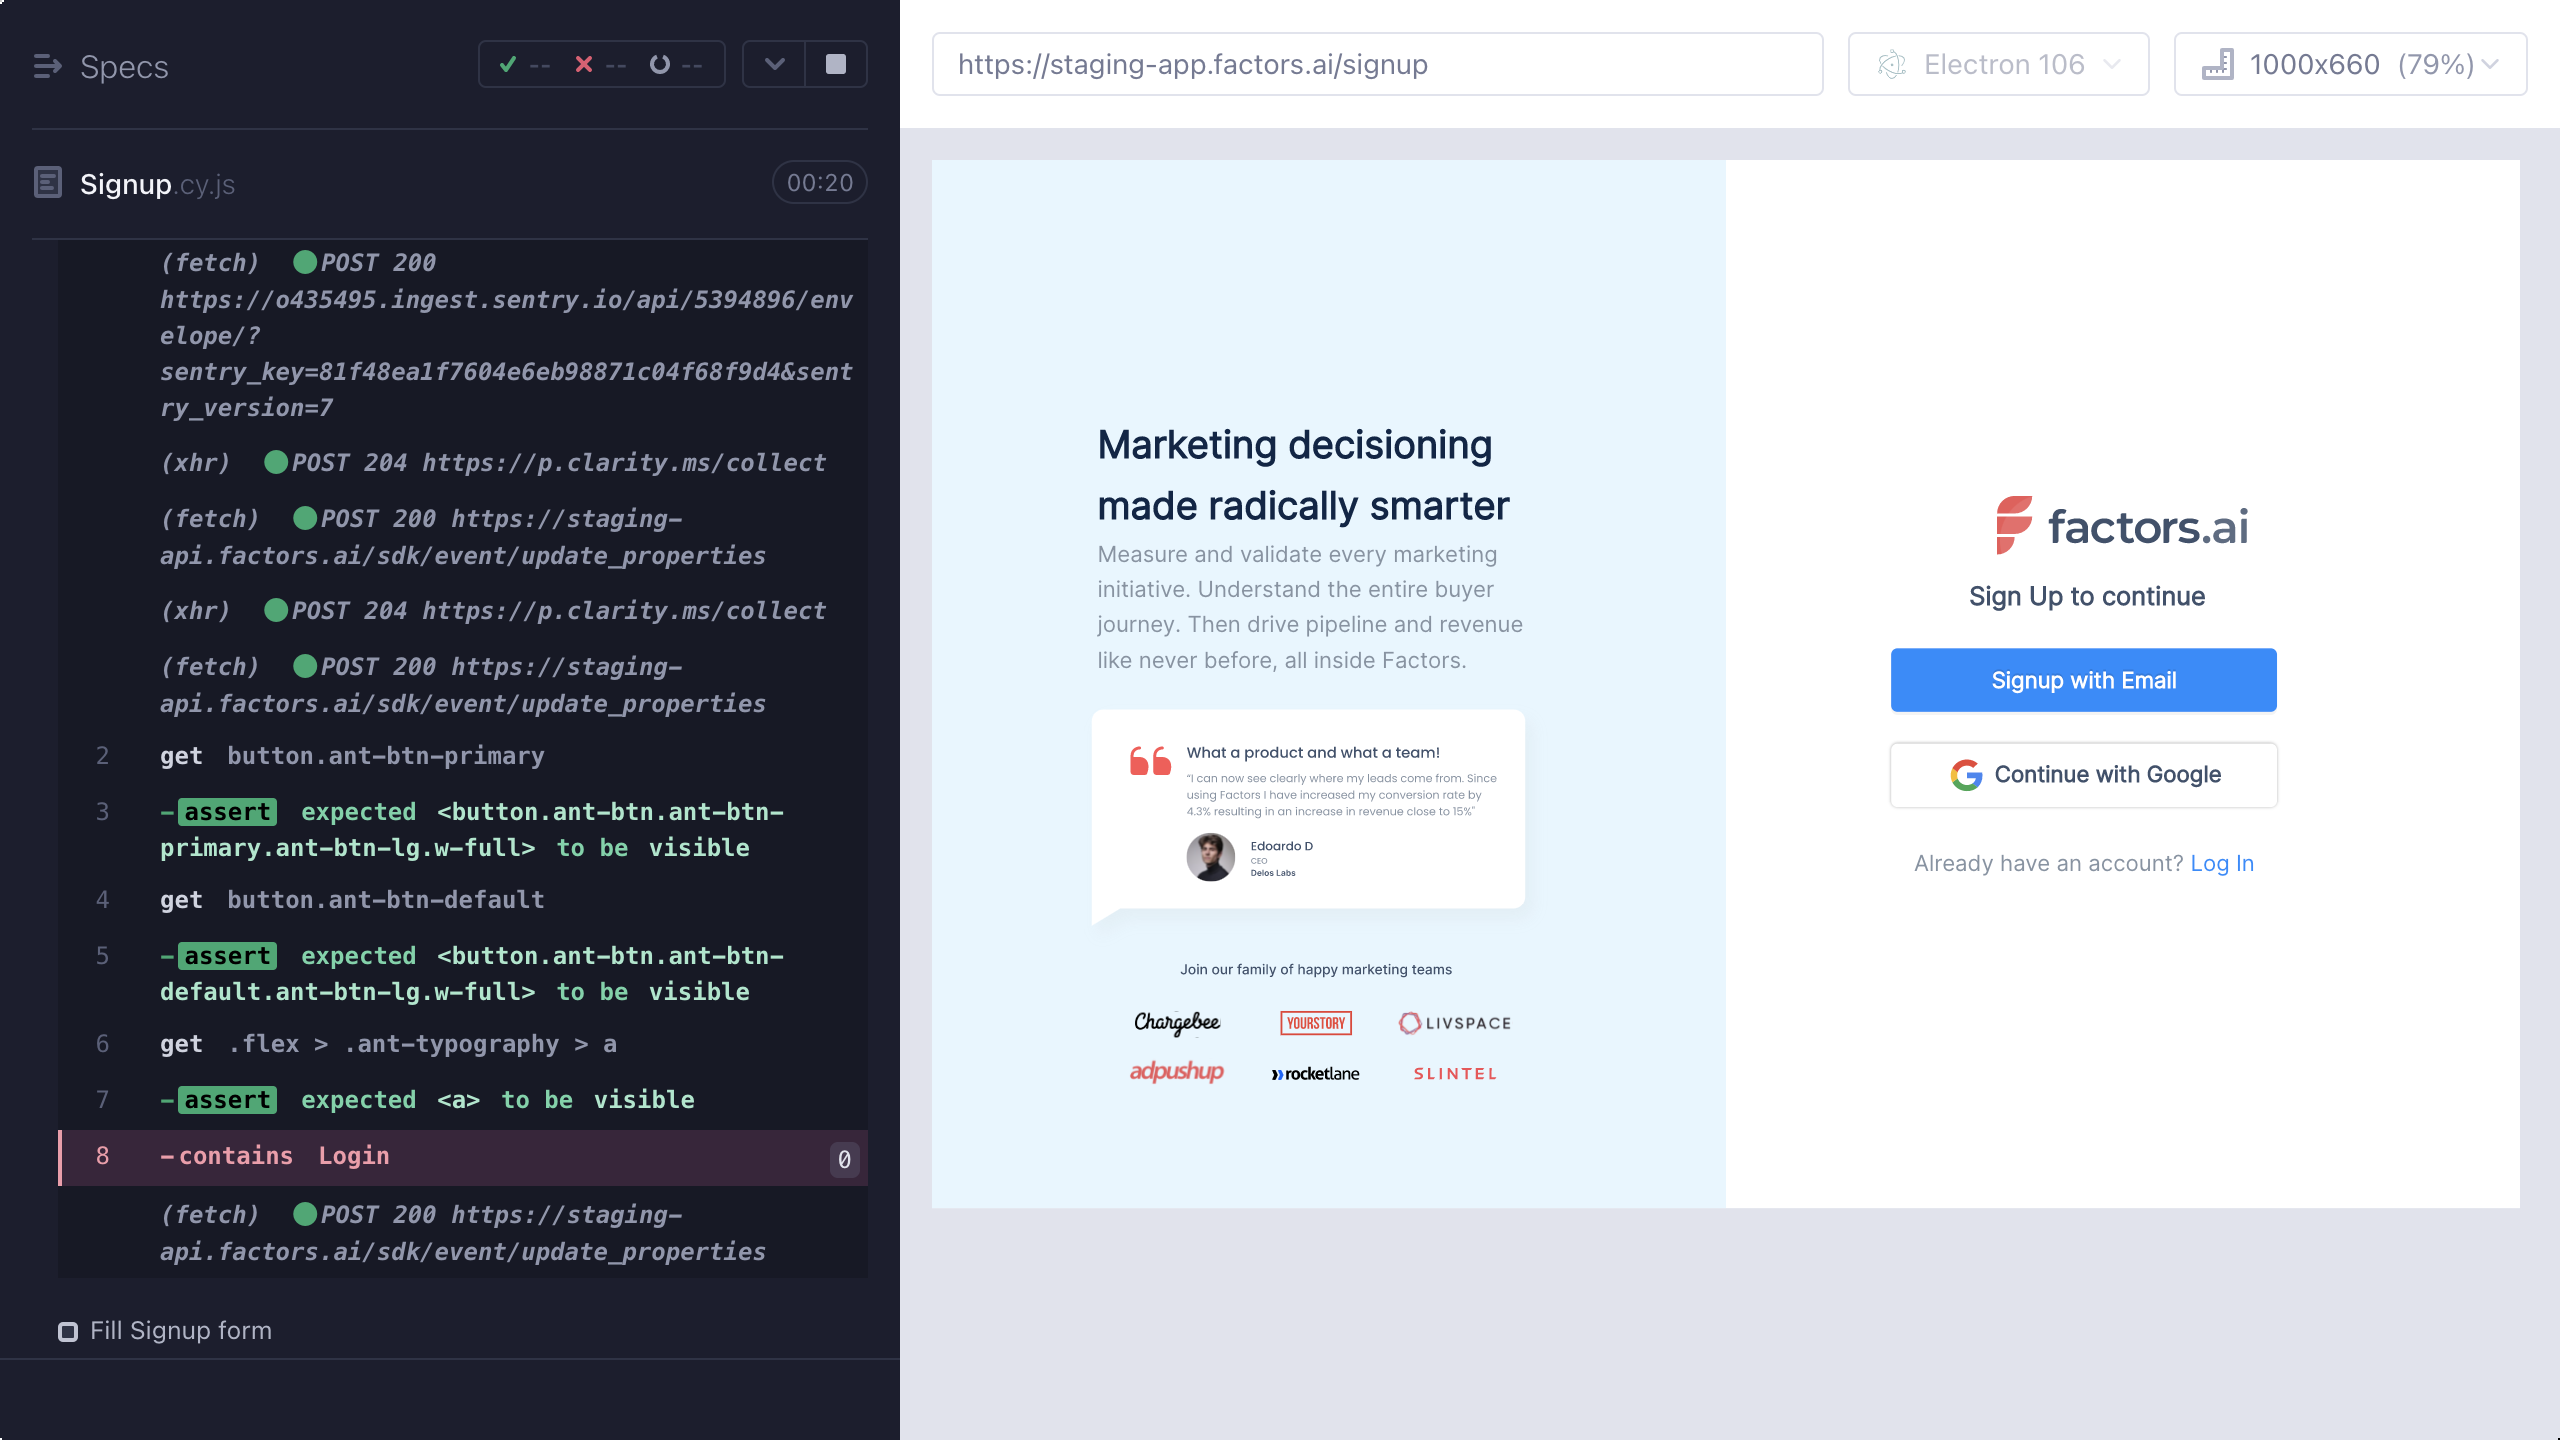 Specs
-- -- --
Signup.cy.js
00:20
(fetch) POST 200
https://o435495.ingest.sentry.io/api/5394896/env
elope/?
sentry_key=81f48ea1f7604e6eb98871c04f68f9d4&sent
ry_version=7
(xhr) POST 204 https://p.clarity.ms/collect
(fetch) POST 200 https://staging-
api.factors.ai/sdk/event/update_properties
(xhr) POST 204 https://p.clarity.ms/collect
(fetch) POST 200 https://staging-
api.factors.ai/sdk/event/update_properties
2 get button.ant-btn-primary
3 -assert expected <button.ant-btn.ant-btn-
primary.ant-btn-lg.w-full> to be visible
4 get button.ant-btn-default
5 -assert expected <button.ant-btn.ant-btn-
default.ant-btn-lg.w-full> to be visible
6 get .flex > .ant-typography > a
7 -assert expected <a> to be visible
8 -contains Login 0
(fetch) POST 200 https://staging-
api.factors.ai/sdk/event/update_properties
Fill Signup form
https://staging-app.factors.ai/signup
Electron 106
1000x660 (79%)
Marketing decisioning
made radically smarter
Measure and validate every marketing
initiative. Understand the entire buyer
journey. Then drive pipeline and revenue
like never before, all inside Factors.
What a product and what a team!
“I can now see clearly where my leads come from. Since
using Factors I have increased my conversion rate by
4.3% resulting in an increase in revenue close to 15%”
Edoardo D
CEO
Delos Labs
Join our family of happy marketing teams
Chargebee YOURSTORY LIVSPACE
adpushup rocketlane SLINTEL
factors.ai
Sign Up to continue
Signup with Email
Continue with Google
Already have an account? Log In